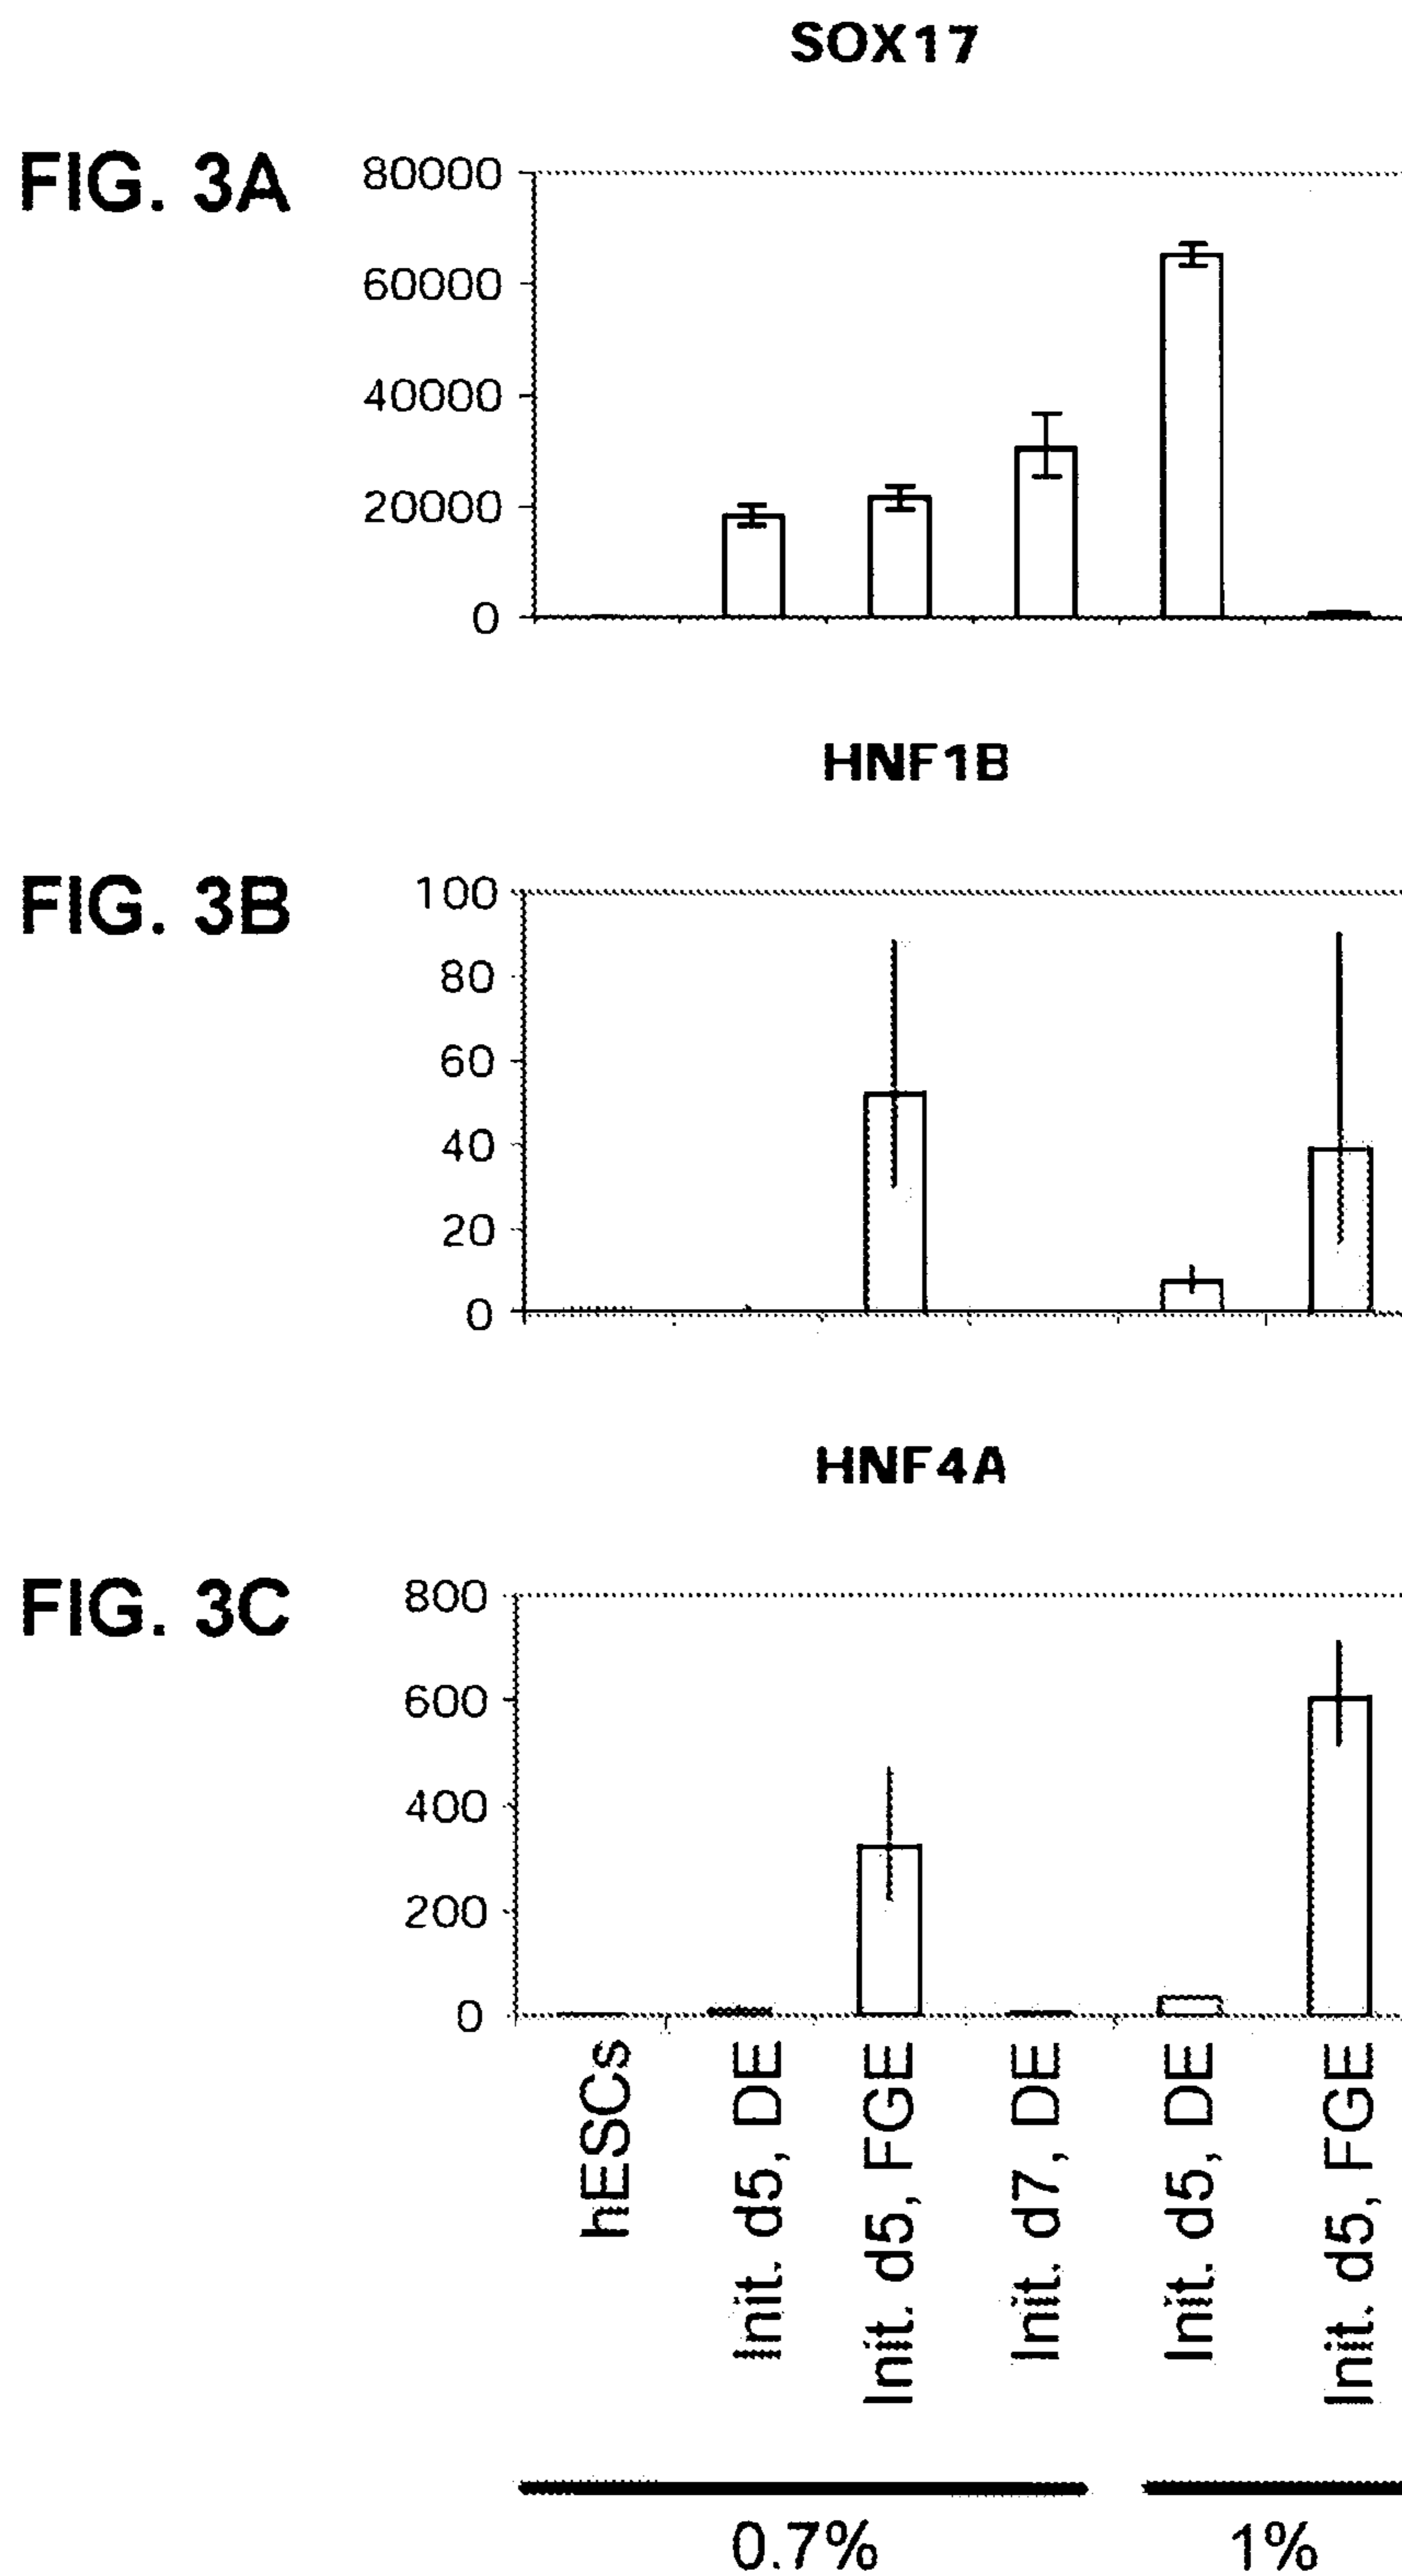 SOX17
FIG. 3A
80000
60000
40000
20000
0
HNF1B
FIG. 3B
100
80
60
40
20
0
HNF4A
FIG. 3C
800
600
400
200
0
hESCs
Init. d5, DE
Init. d5, FGE
Init. d7, DE
Init. d5, DE
Init. d5, FGE
0.7%
1%